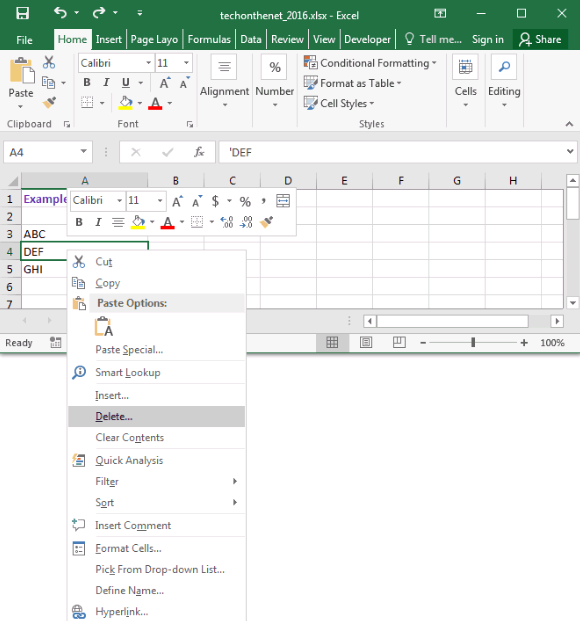 techonthenet_2016.xlsx - Excel
File Home Insert Page Layo Formulas Data Review View Developer Tell me... Sign in Share
Paste Calibri 11 Alignment Number % Conditional Formatting Cells Editing
B I U A A Format as Table
A Cell Styles
Clipboard Font Styles
A4 fx 'DEF
A B C D E F G H
Calibri 11 A A $ % ,
B I A .00 .0
1 Example
2
3 ABC
4 DEF
5 GHI
6
7
Ready 100%
Cut
Copy
Paste Options:
A
Paste Special...
Smart Lookup
Insert...
Delete...
Clear Contents
Quick Analysis
Filter
Sort
Insert Comment
Format Cells...
Pick From Drop-down List...
Define Name...
Hyperlink...